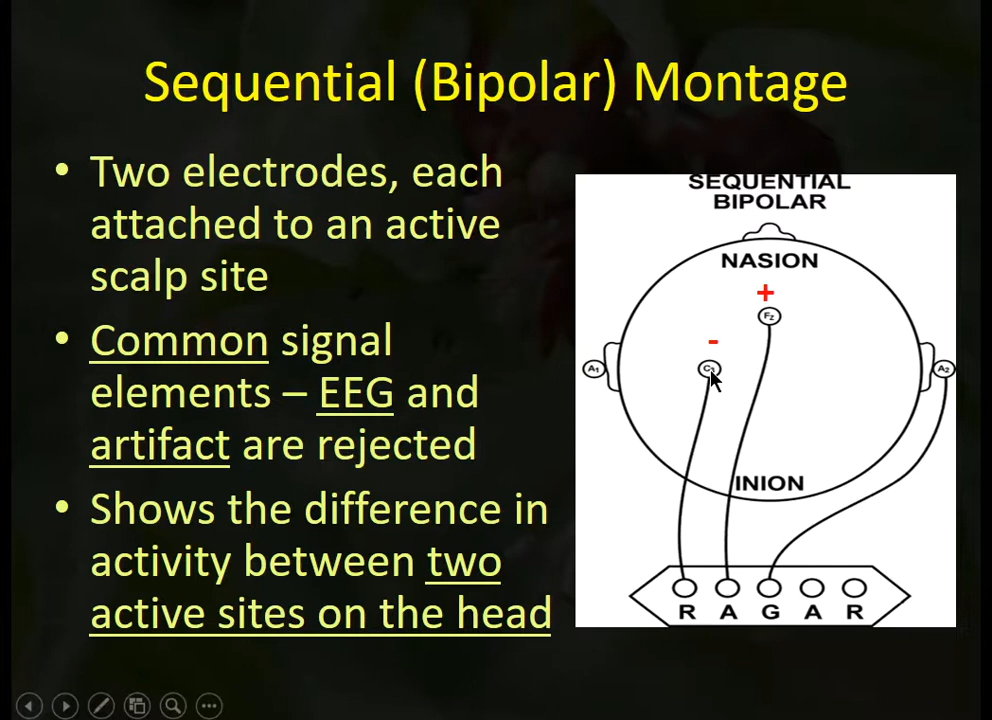 Sequential (Bipolar) Montage
• Two electrodes, each
attached to an active
scalp site
• Common signal
elements – EEG and
artifact are rejected
• Shows the difference in
activity between two
active sites on the head
SEQUENTIAL
BIPOLAR
NASION
+
FZ
-
A1
A2
INION
R A G A R